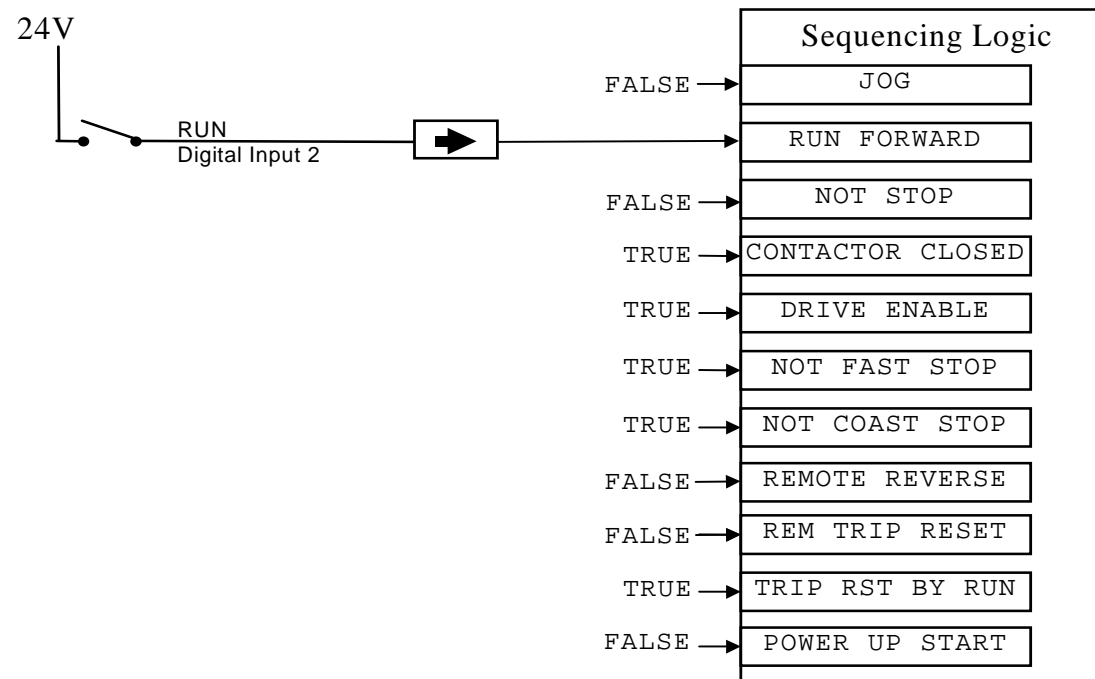 24V
Sequencing Logic
FALSE JOG
RUN
Digital Input 2
RUN FORWARD
FALSE NOT STOP
TRUE CONTACTOR CLOSED
TRUE DRIVE ENABLE
TRUE NOT FAST STOP
TRUE NOT COAST STOP
FALSE REMOTE REVERSE
FALSE REM TRIP RESET
TRUE TRIP RST BY RUN
FALSE POWER UP START